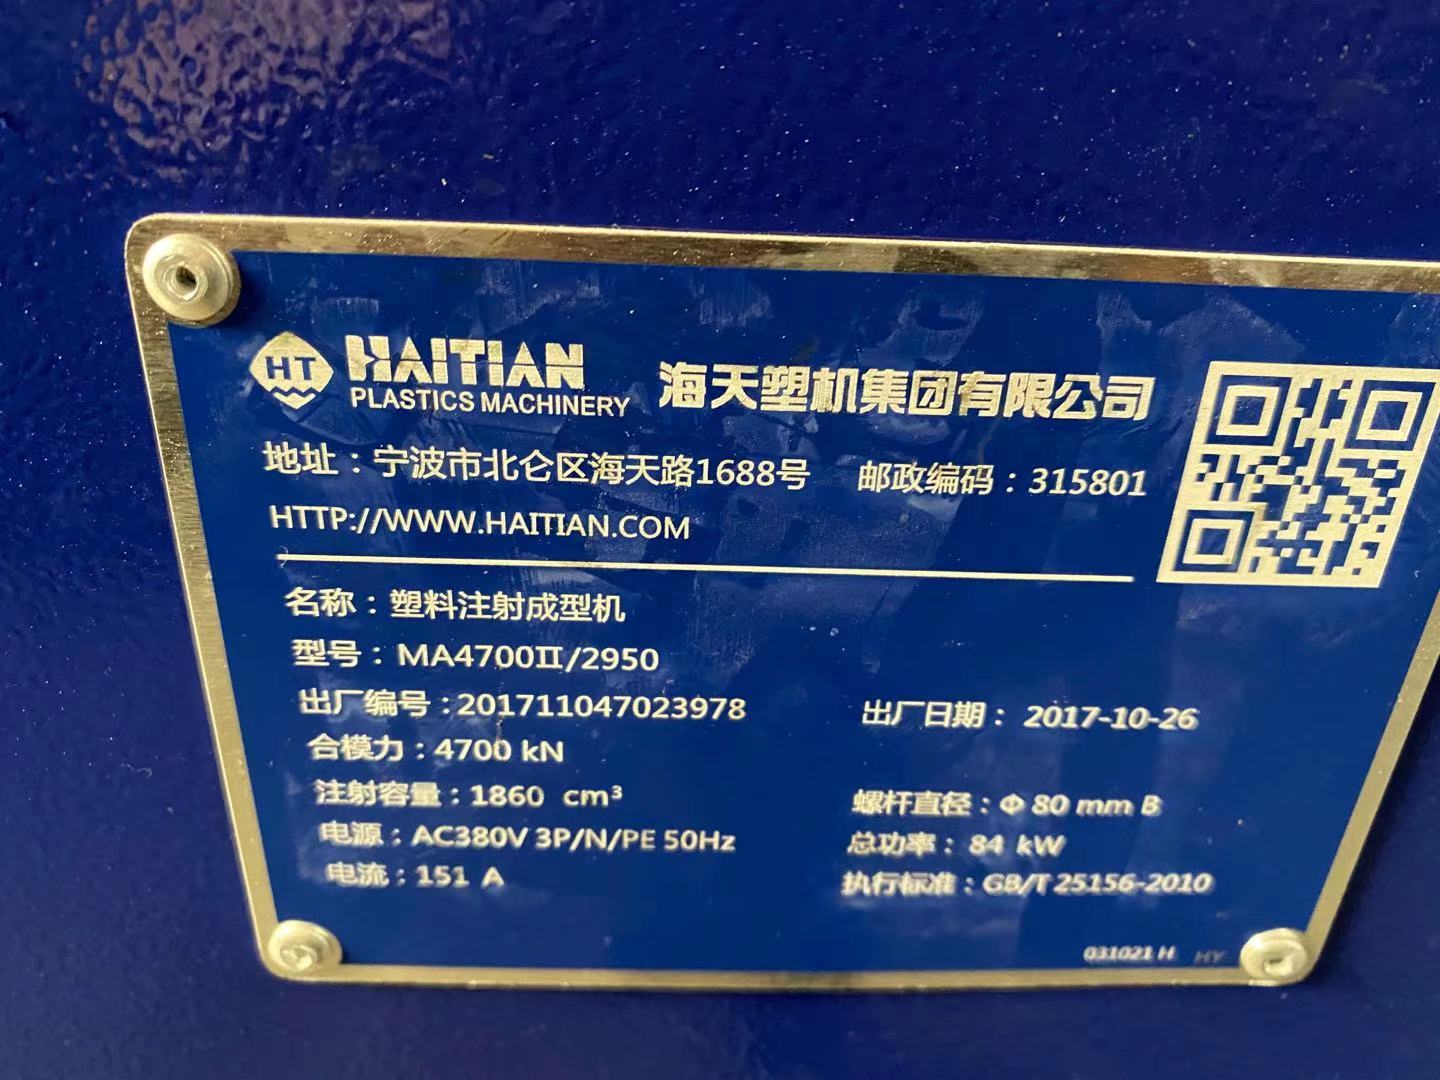 HT HAITIAN
PLASTICS MACHINERY 海天塑机集团有限公司
地址：宁波市北仑区海天路1688号 邮政编码：315801
HTTP://WWW.HAITIAN.COM
名称：塑料注射成型机
型号：MA4700II/2950
出厂编号：201711047023978 出厂日期：2017-10-26
合模力：4700 kN
注射容量：1860 cm³ 螺杆直径：Φ 80 mm B
电源：AC380V 3P/N/PE 50Hz 总功率：84 kW
电流：151 A 执行标准：GB/T 25156-2010
031021 H HY